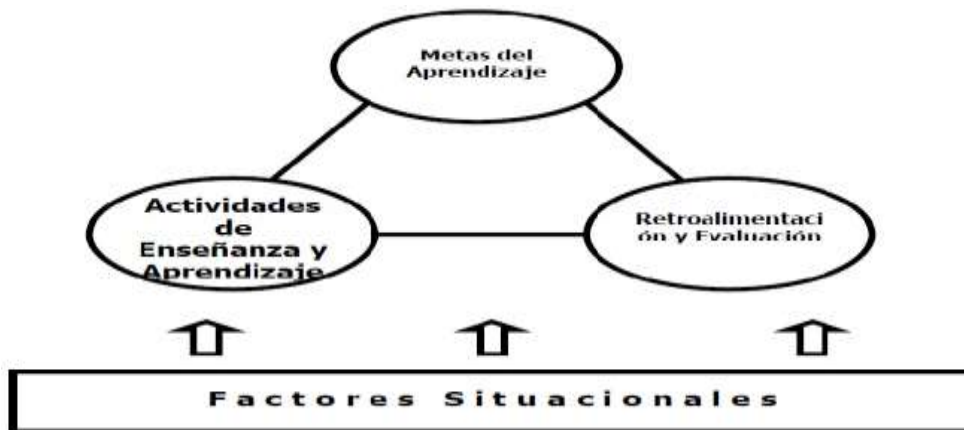 Metas del
Aprendizaje
Actividades
de
Enseñanza y
Aprendizaje
Retroalimentaci
ón y Evaluación
Factores Situacionales